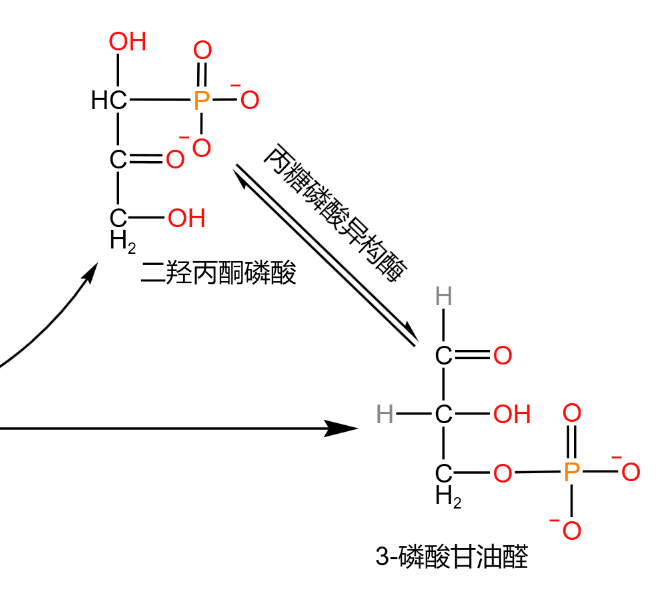 OH O
HC P O⁻
O⁻
C O
C OH
H2
二羟丙酮磷酸
丙糖磷酸异构酶
H
C O
H C OH O
C O P O⁻
H2
O⁻
3-磷酸甘油醛